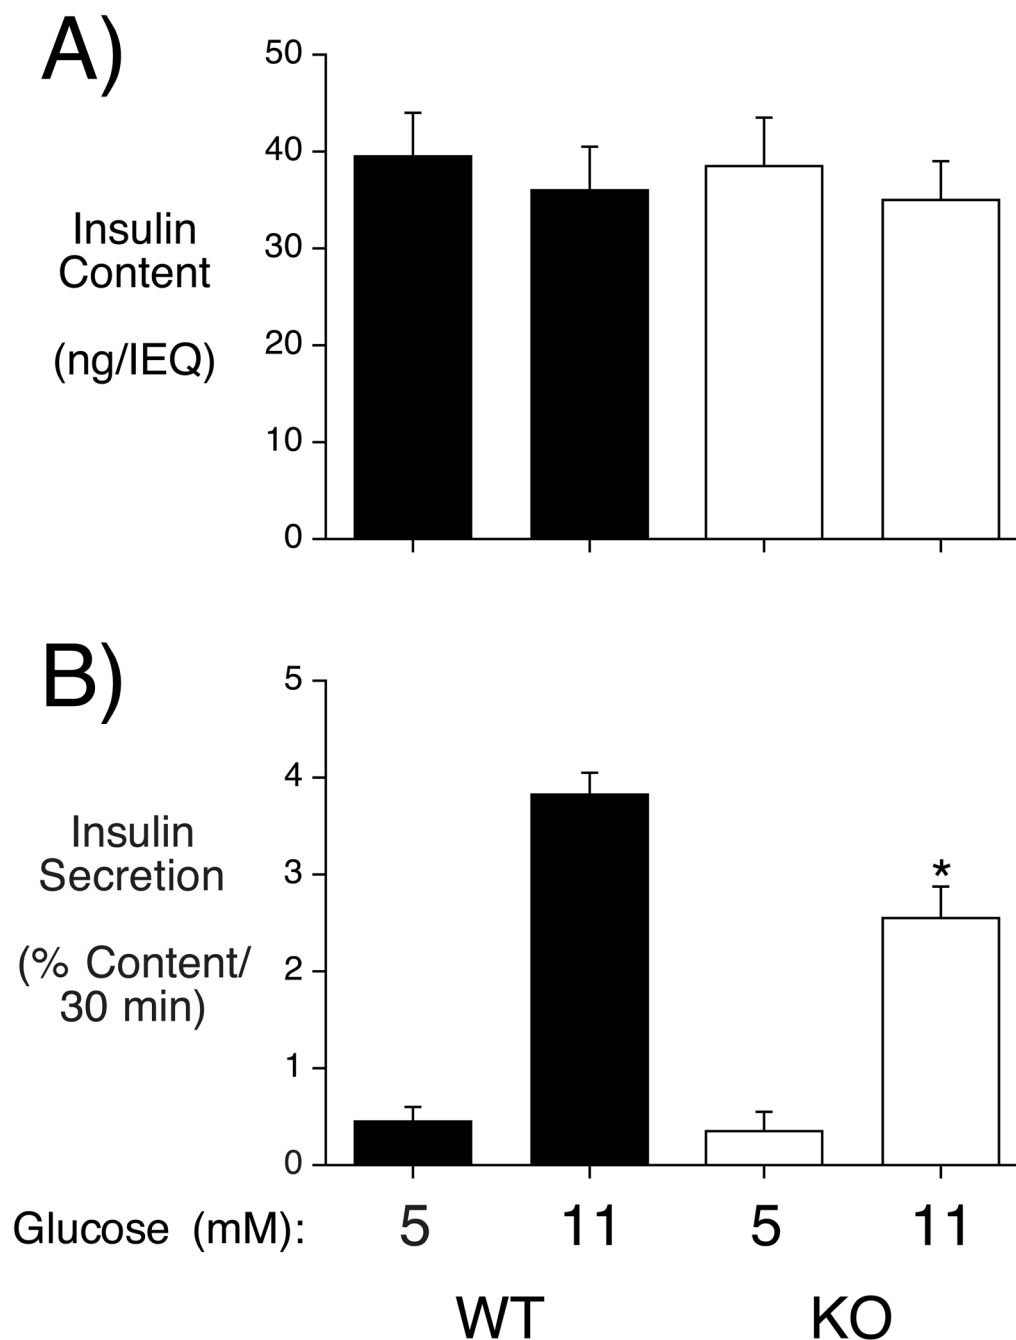 A)
50
40
30
20
10
0
Insulin
Content
(ng/IEQ)
B)
5
4
3
2
1
0
Insulin
Secretion
(% Content/
30 min)
*
Glucose (mM): 5 11 5 11
WT KO